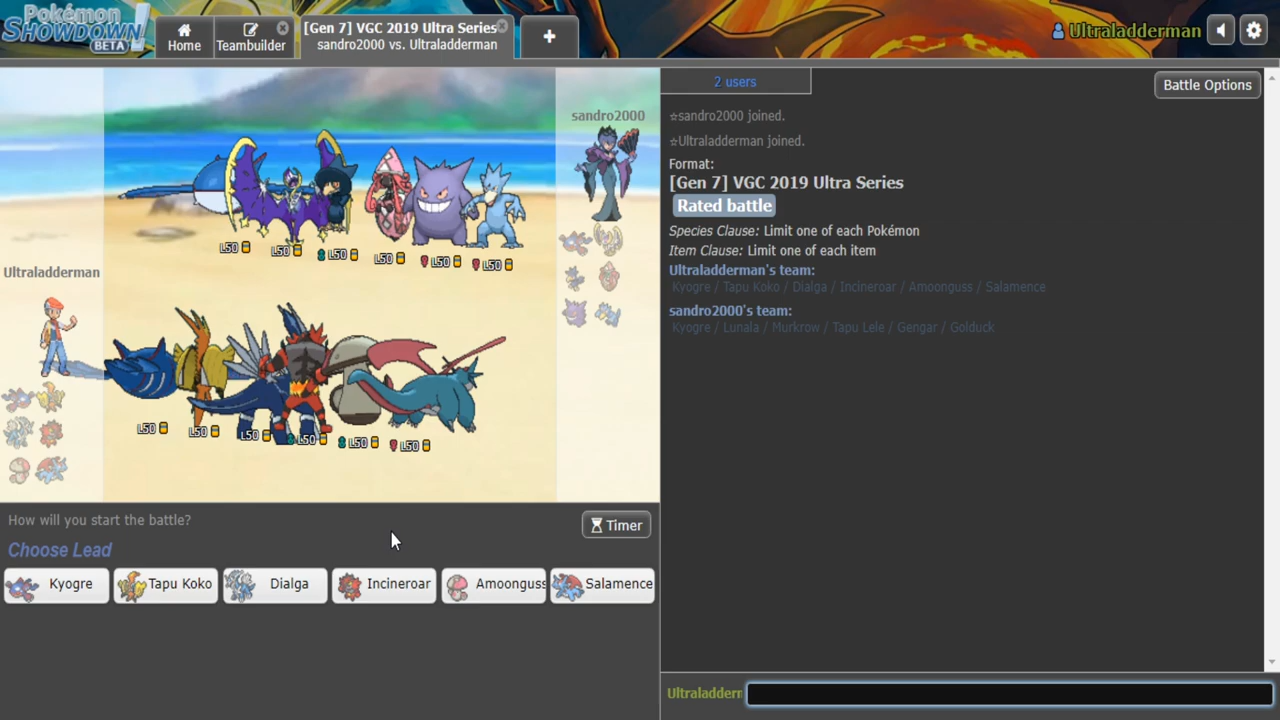 Pokémon
SHOWDOWN!
BETA
Home
Teambuilder
[Gen 7] VGC 2019 Ultra Series
sandro2000 vs. Ultraladderman
+
Ultraladderman
2 users
Battle Options
☆sandro2000 joined.
☆Ultraladderman joined.
Format:
[Gen 7] VGC 2019 Ultra Series
Rated battle
Species Clause: Limit one of each Pokémon
Item Clause: Limit one of each item
Ultraladderman's team:
Kyogre / Tapu Koko / Dialga / Incineroar / Amoonguss / Salamence
sandro2000's team:
Kyogre / Lunala / Murkrow / Tapu Lele / Gengar / Golduck
sandro2000
L50 L50 L50 L50 L50 L50
Ultraladderman
L50 L50 L50 L50 L50 L50
How will you start the battle?
Timer
Choose Lead
Kyogre
Tapu Koko
Dialga
Incineroar
Amoonguss
Salamence
Ultraladderm